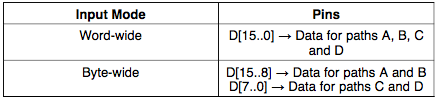 Input Mode Pins
Word-wide D[15..0] → Data for paths A, B, C
and D
Byte-wide D[15..8] → Data for paths A and B
D[7..0] → Data for paths C and D